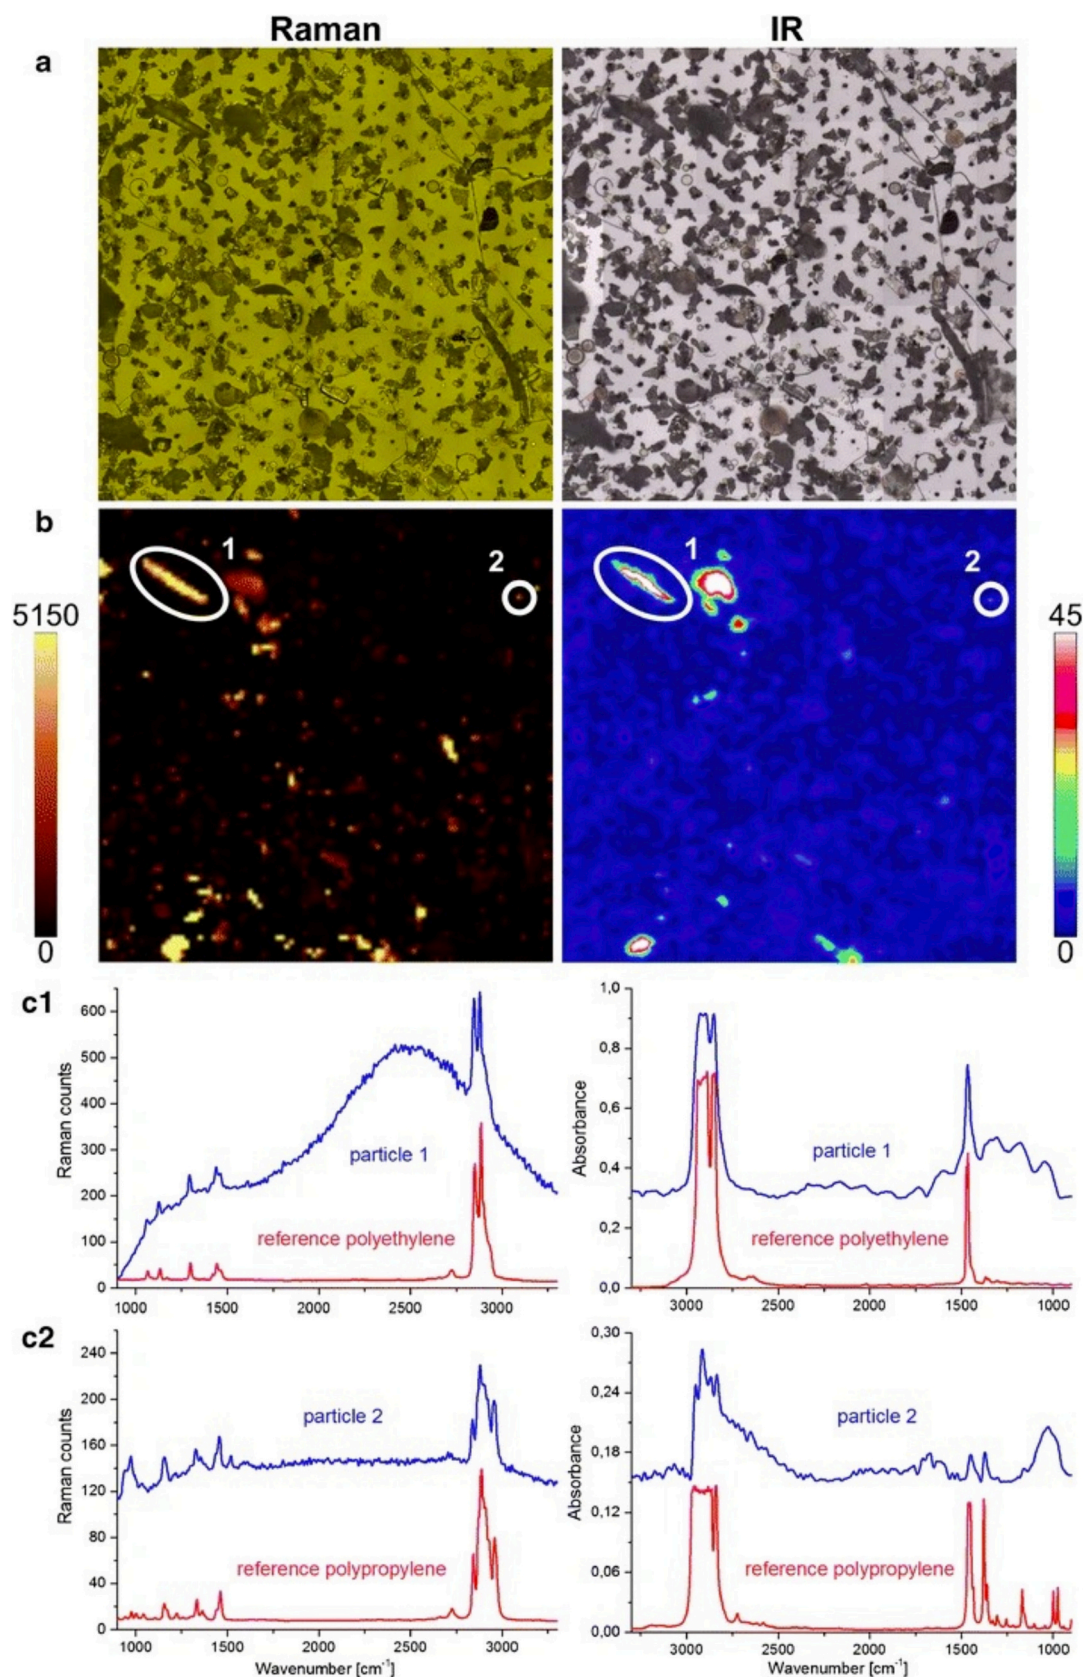 Raman IR
a
b
1 2 1 2
5150 45
0 0
c1
Raman counts
600
500
400
300
200
100
0
particle 1
reference polyethylene
1000 1500 2000 2500 3000
Absorbance
1,0
0,8
0,6
0,4
0,2
0,0
particle 1
reference polyethylene
3000 2500 2000 1500 1000
c2
Raman counts
240
200
160
120
80
40
0
particle 2
reference polypropylene
1000 1500 2000 2500 3000
Wavenumber [cm-1]
Absorbance
0,30
0,24
0,18
0,12
0,06
0,00
particle 2
reference polypropylene
3000 2500 2000 1500 1000
Wavenumber [cm-1]